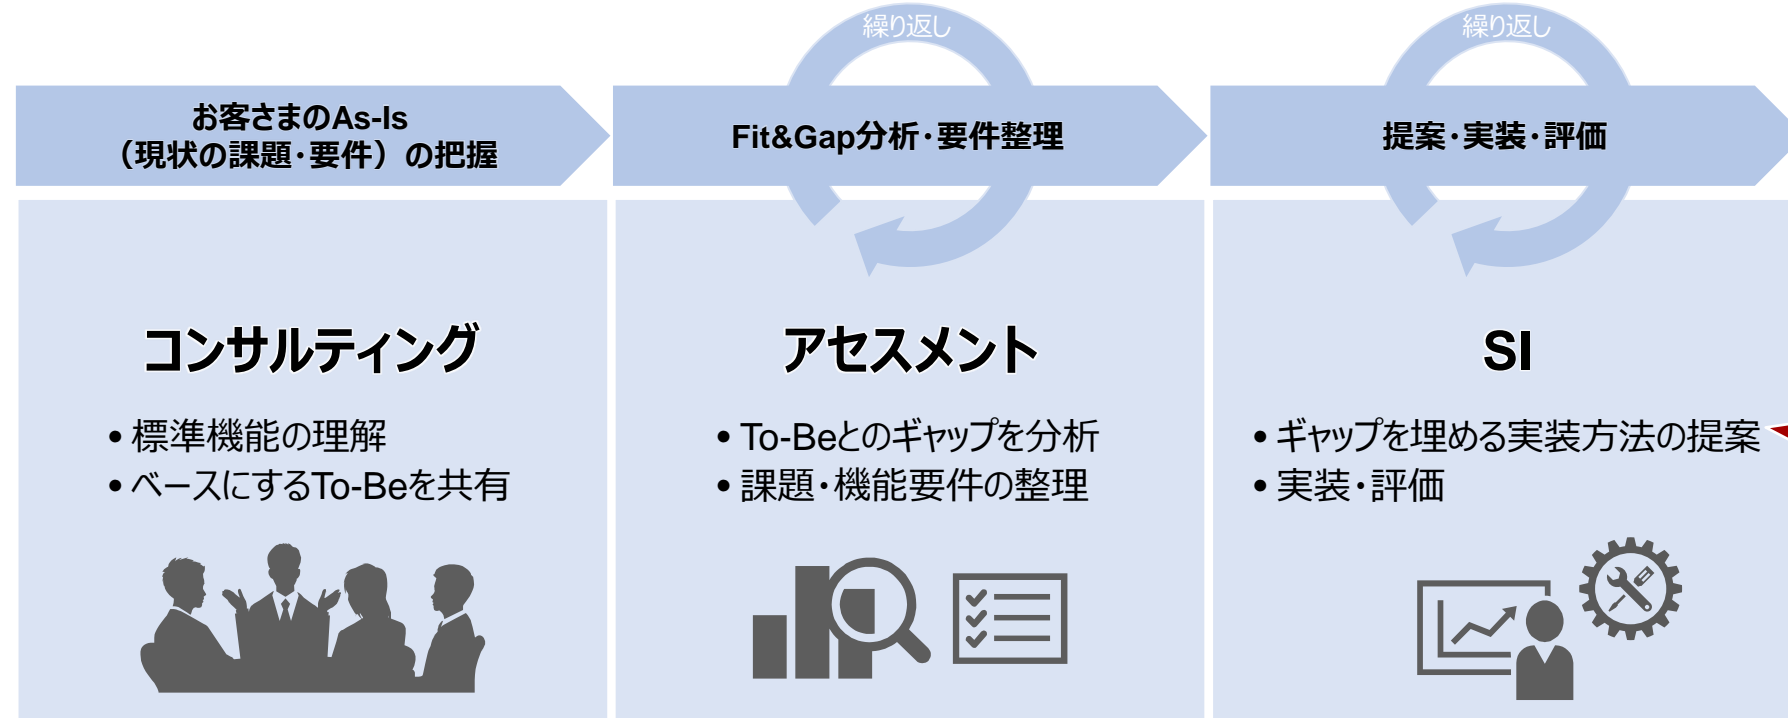 繰り返し
繰り返し
お客さまのAs-Is
（現状の課題・要件）の把握
Fit&Gap分析・要件整理
提案・実装・評価
コンサルティング
• 標準機能の理解
• ベースにするTo-Beを共有
アセスメント
• To-Beとのギャップを分析
• 課題・機能要件の整理
SI
• ギャップを埋める実装方法の提案
• 実装・評価